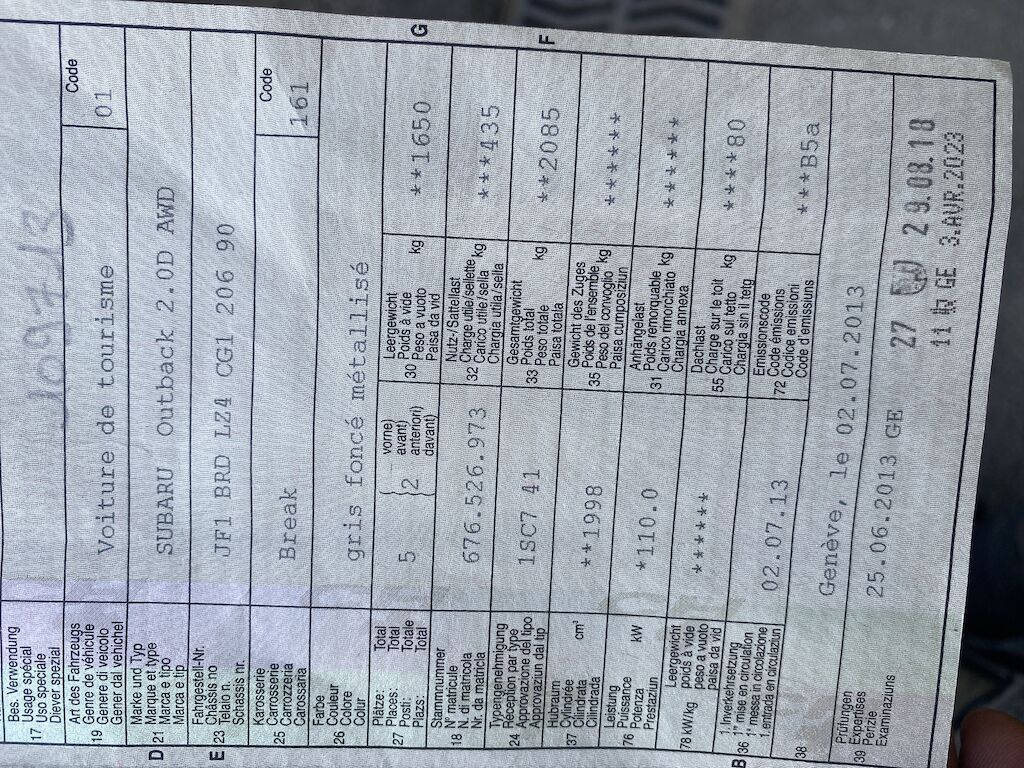 17 Bes. Verwendung
Usage spécial
Uso speciale
Diever spezial
19 Art des Fahrzeugs
Genre de véhicule
Genere di veicolo
Gener dal vehichel
Voiture de tourisme
Code
01
D 21 Marke und Typ
Marque et type
Marca e tipo
Marca e tip
SUBARU Outback 2.0D AWD
E 23 Fahrgestell-Nr.
Châssis no
Telaio n.
Schassis nr.
JF1 BRD LZ4 CG1 206 90
25 Karosserie
Carrosserie
Carrozzeria
Carossaria
Break
Code
161
26 Farbe
Couleur
Colore
Colur
gris foncé métallisé
27 Plätze: Total
Places: Total
Posti: Totale
Plazs: Total
5 2 vorne)
avant)
anteriori)
davant)
30 Leergewicht
Poids à vide
Peso a vuoto
Paisa da vid
kg
**1650
G
18 Stammnummer
N° matricule
N. di matricola
Nr. da matricla
676.526.973
32 Nutz-/Sattellast
Charge utile/sellette
Carico utile/sella kg
Chargia utila/sella
***435
24 Typengenehmigung
Réception par type
Approvazione del tipo
Approvaziun dal tip
1SC7 41
33 Gesamtgewicht
Poids total
Peso totale
Paisa totala
kg
**2085
F
37 Hubraum
Cylindrée
Cilindrata
Cilindrada
cm³
**1998
35 Gewicht des Zuges
Poids de l'ensemble
Peso del convoglio kg
Paisa cumposiziun
******
76 Leistung
Puissance
Potenza
Prestaziun
kW
*110.0
31 Anhängelast
Poids remorquable
Carico rimorchiato kg
Chargia annexa
******
78 kW/kg Leergewicht
poids à vide
peso a vuoto
paisa da vid
******
55 Dachlast
Charge sur le toit
Carico sul tetto
Chargia sin il tetg
kg
****80
B 36 1. Inverkehrsetzung
1re mise en circulation
1a messa in circolazione
1. entrada en circulaziun
02.07.13
72 Emissionscode
Code émissions
Codice emissioni
Code d'emissiuns
***B5a
38
Genève, le 02.07.2013
39 Prüfungen
Expertises
Perizie
Examinaziuns
25.06.2013 GE
27 29.08.18
11 GE 3.AVR.2023